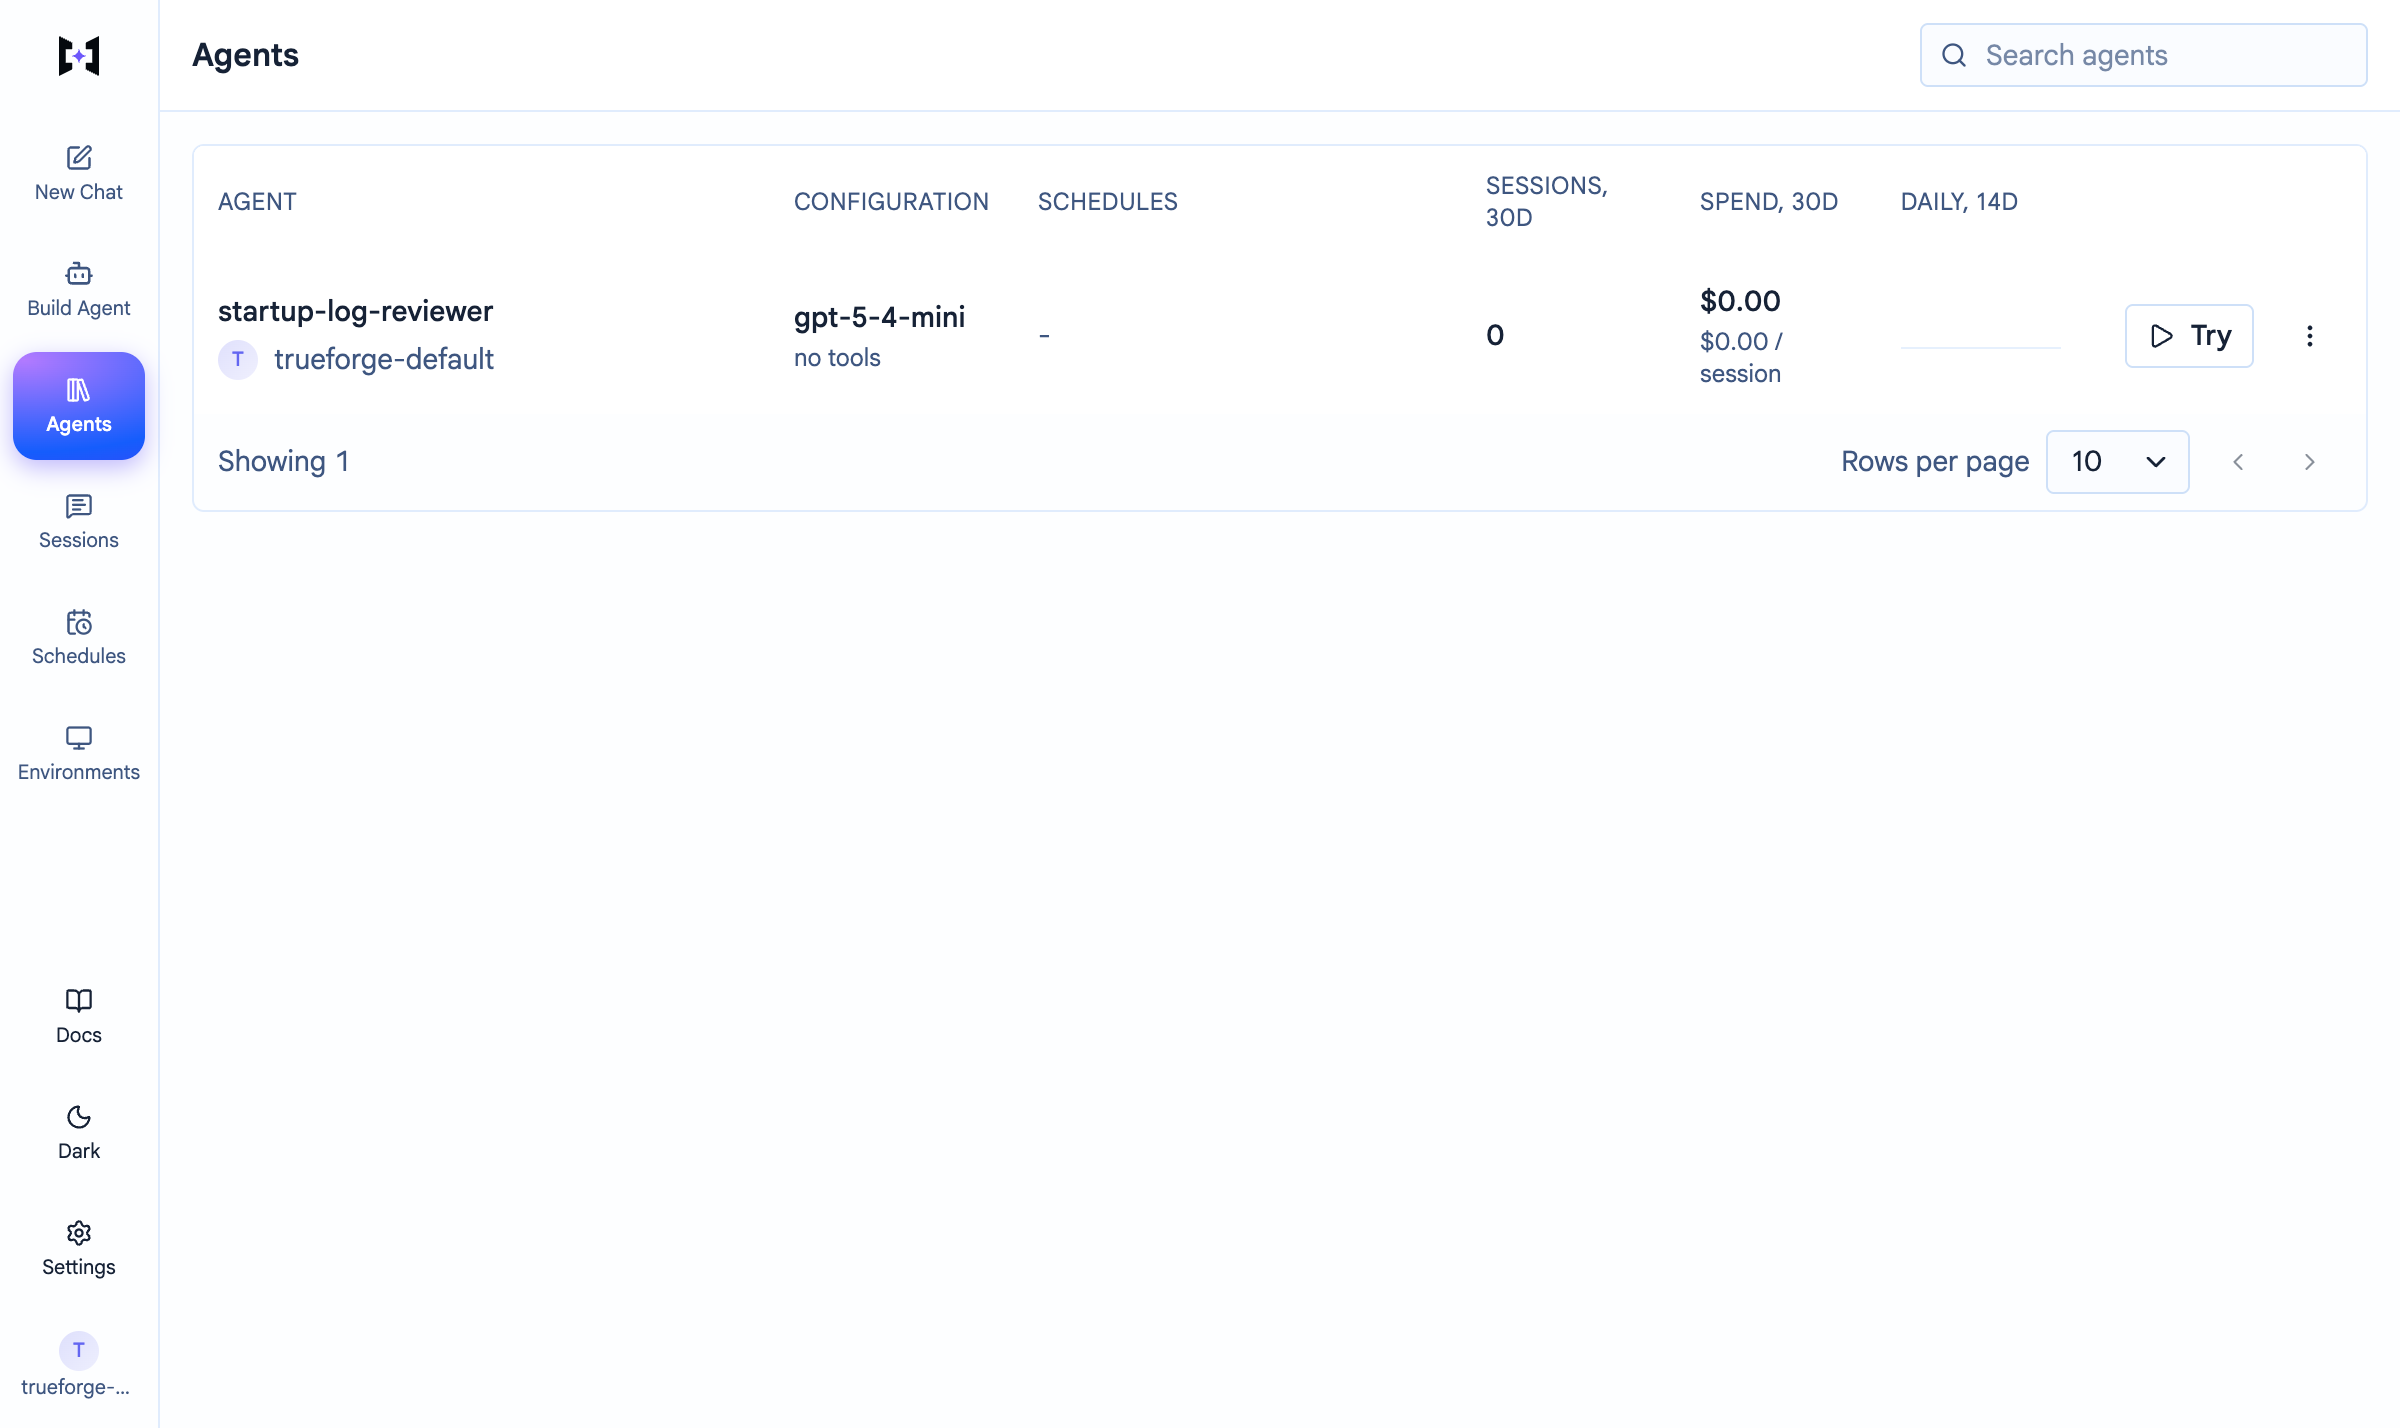 Agents
Search agents
New Chat
Build Agent
Agents
Sessions
Schedules
Environments
Docs
Dark
Settings
T
trueforge-...
AGENT
CONFIGURATION
SCHEDULES
SESSIONS,
30D
SPEND, 30D
DAILY, 14D
startup-log-reviewer
T trueforge-default
gpt-5-4-mini
no tools
-
0
$0.00
$0.00 /
session
Try
Showing 1
Rows per page
10